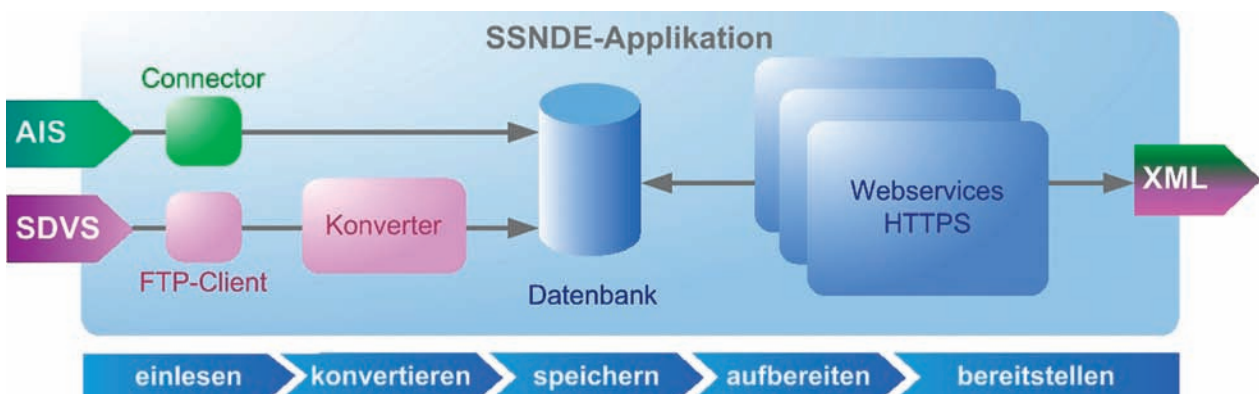 SSNDE-Applikation
Connector
AIS
SDVS
FTP-Client
Konverter
Datenbank
Webservices
HTTPS
XML
einlesen
konvertieren
speichern
aufbereiten
bereitstellen